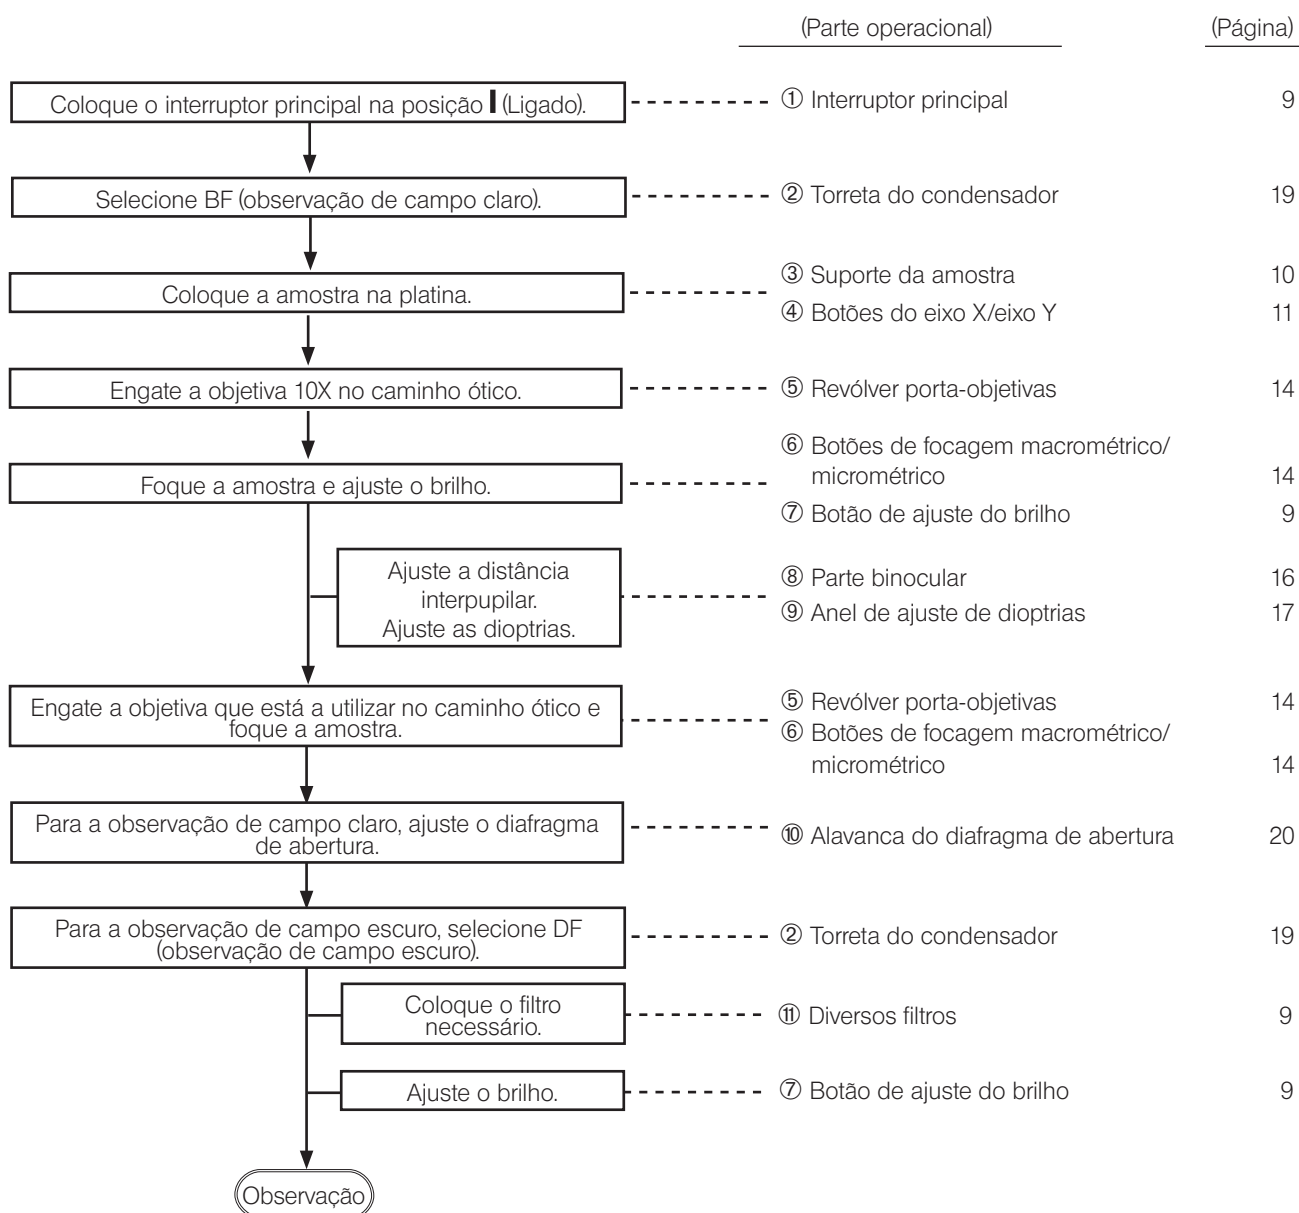 (Parte operacional) (Página)
Coloque o interruptor principal na posição I (Ligado). ① Interruptor principal 9
Selecione BF (observação de campo claro). ② Torreta do condensador 19
③ Suporte da amostra 10
Coloque a amostra na platina.
④ Botões do eixo X/eixo Y 11
Engate a objetiva 10X no caminho ótico. ⑤ Revólver porta-objetivas 14
⑥ Botões de focagem macrométrico/
micrométrico 14
Foque a amostra e ajuste o brilho.
⑦ Botão de ajuste do brilho 9
Ajuste a distância
interpupilar.
Ajuste as dioptrias.
⑧ Parte binocular 16
⑨ Anel de ajuste de dioptrias 17
Engate a objetiva que está a utilizar no caminho ótico e
foque a amostra.
⑤ Revólver porta-objetivas 14
⑥ Botões de focagem macrométrico/
micrométrico 14
Para a observação de campo claro, ajuste o diafragma
de abertura.
⑩ Alavanca do diafragma de abertura 20
Para a observação de campo escuro, selecione DF
(observação de campo escuro).
② Torreta do condensador 19
Coloque o filtro
necessário.
⑪ Diversos filtros 9
Ajuste o brilho. ⑦ Botão de ajuste do brilho 9
Observação